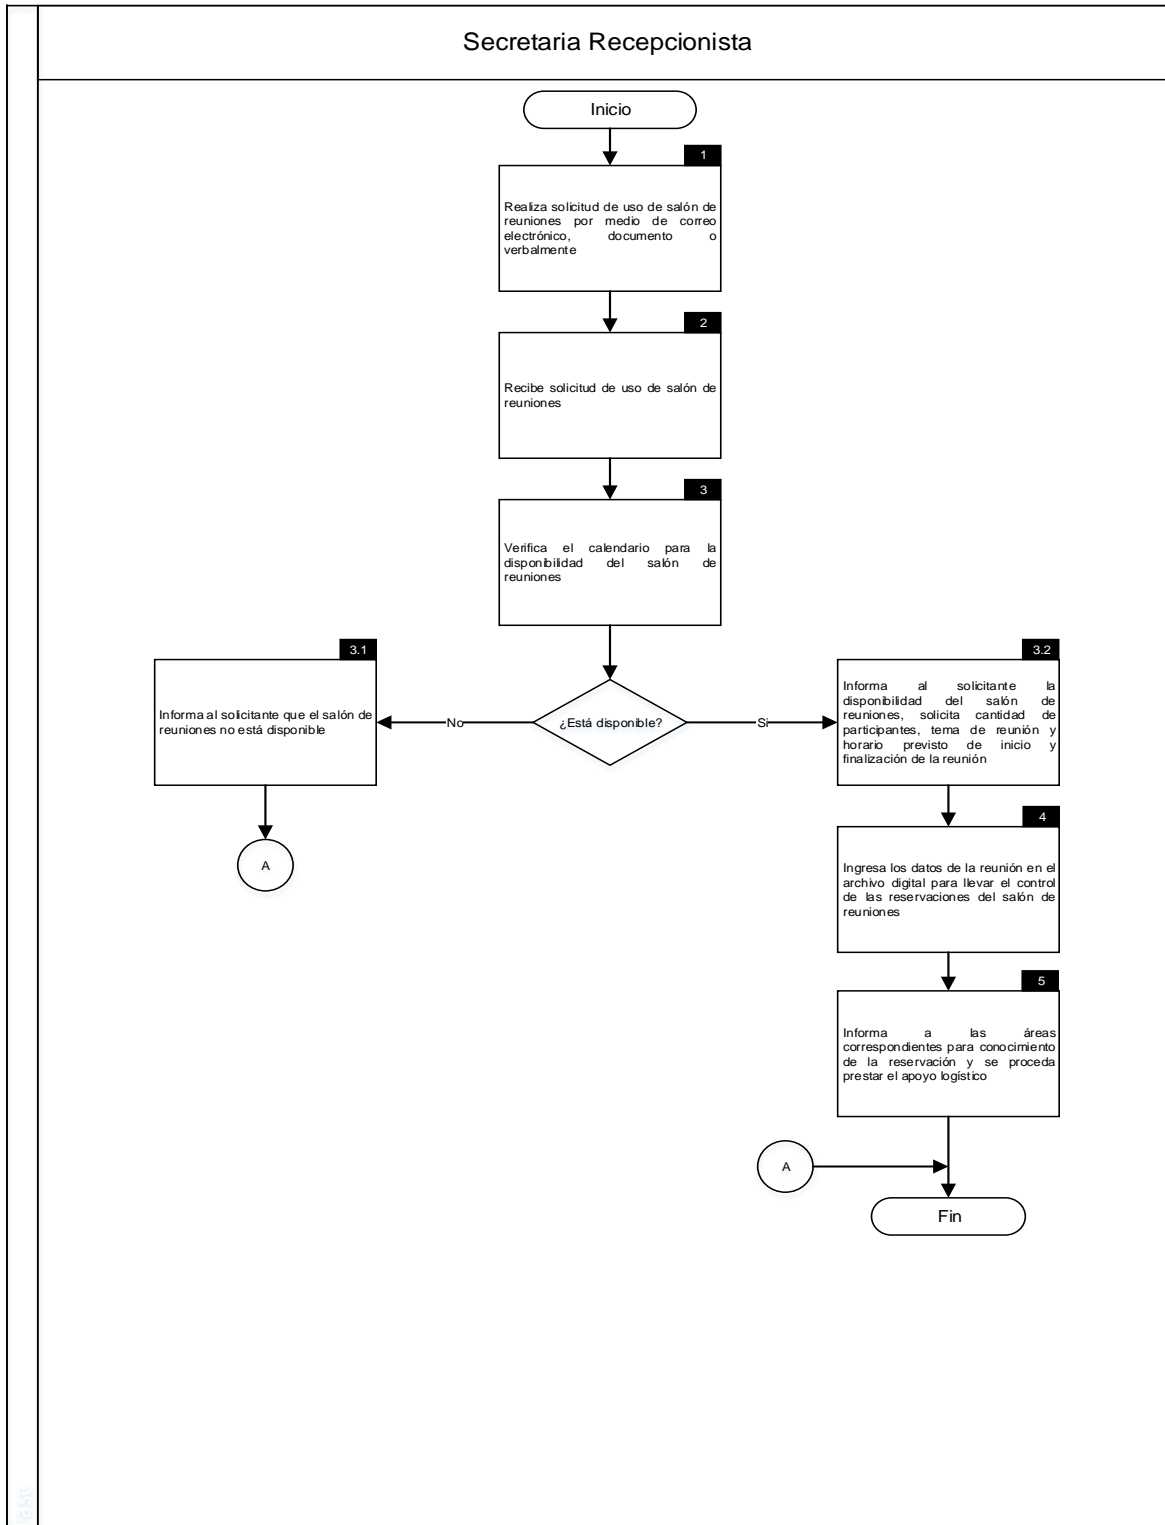 Secretaria Recepcionista
Inicio
1
Realiza solicitud de uso de salón de
reuniones por medio de correo
electrónico, documento o
verbalmente
2
Recibe solicitud de uso de salón de
reuniones
3
Verifica el calendario para la
disponibilidad del salón de
reuniones
¿Está disponible?
No
Si
3.1
Informa al solicitante que el salón de
reuniones no está disponible
A
3.2
Informa al solicitante la
disponibilidad del salón de
reuniones, solicita cantidad de
participantes, tema de reunión y
horario previsto de inicio y
finalización de la reunión
4
Ingresa los datos de la reunión en el
archivo digital para llevar el control
de las reservaciones del salón de
reuniones
5
Informa a las áreas
correspondientes para conocimiento
de la reservación y se proceda
prestar el apoyo logístico
A
Fin